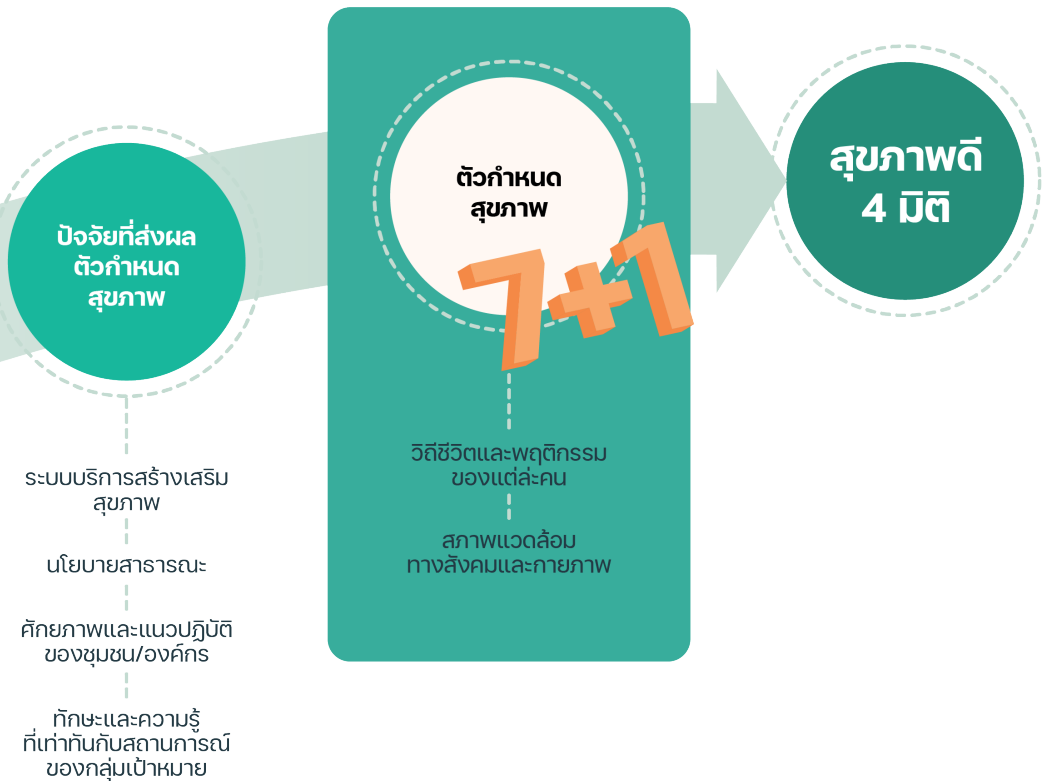 ปัจจัยที่ส่งผล
ตัวกำหนด
สุขภาพ
ระบบบริการสร้างเสริม
สุขภาพ
นโยบายสาธารณะ
ศักยภาพและแนวปฏิบัติ
ของชุมชน/องค์กร
ทักษะและความรู้
ที่เท่าทันกับสถานการณ์
ของกลุ่มเป้าหมาย
ตัวกำหนด
สุขภาพ
7+1
วิถีชีวิตและพฤติกรรม
ของแต่ล่ะคน
สภาพแวดล้อม
ทางสังคมและกายภาพ
สุขภาพดี
4 มิติ